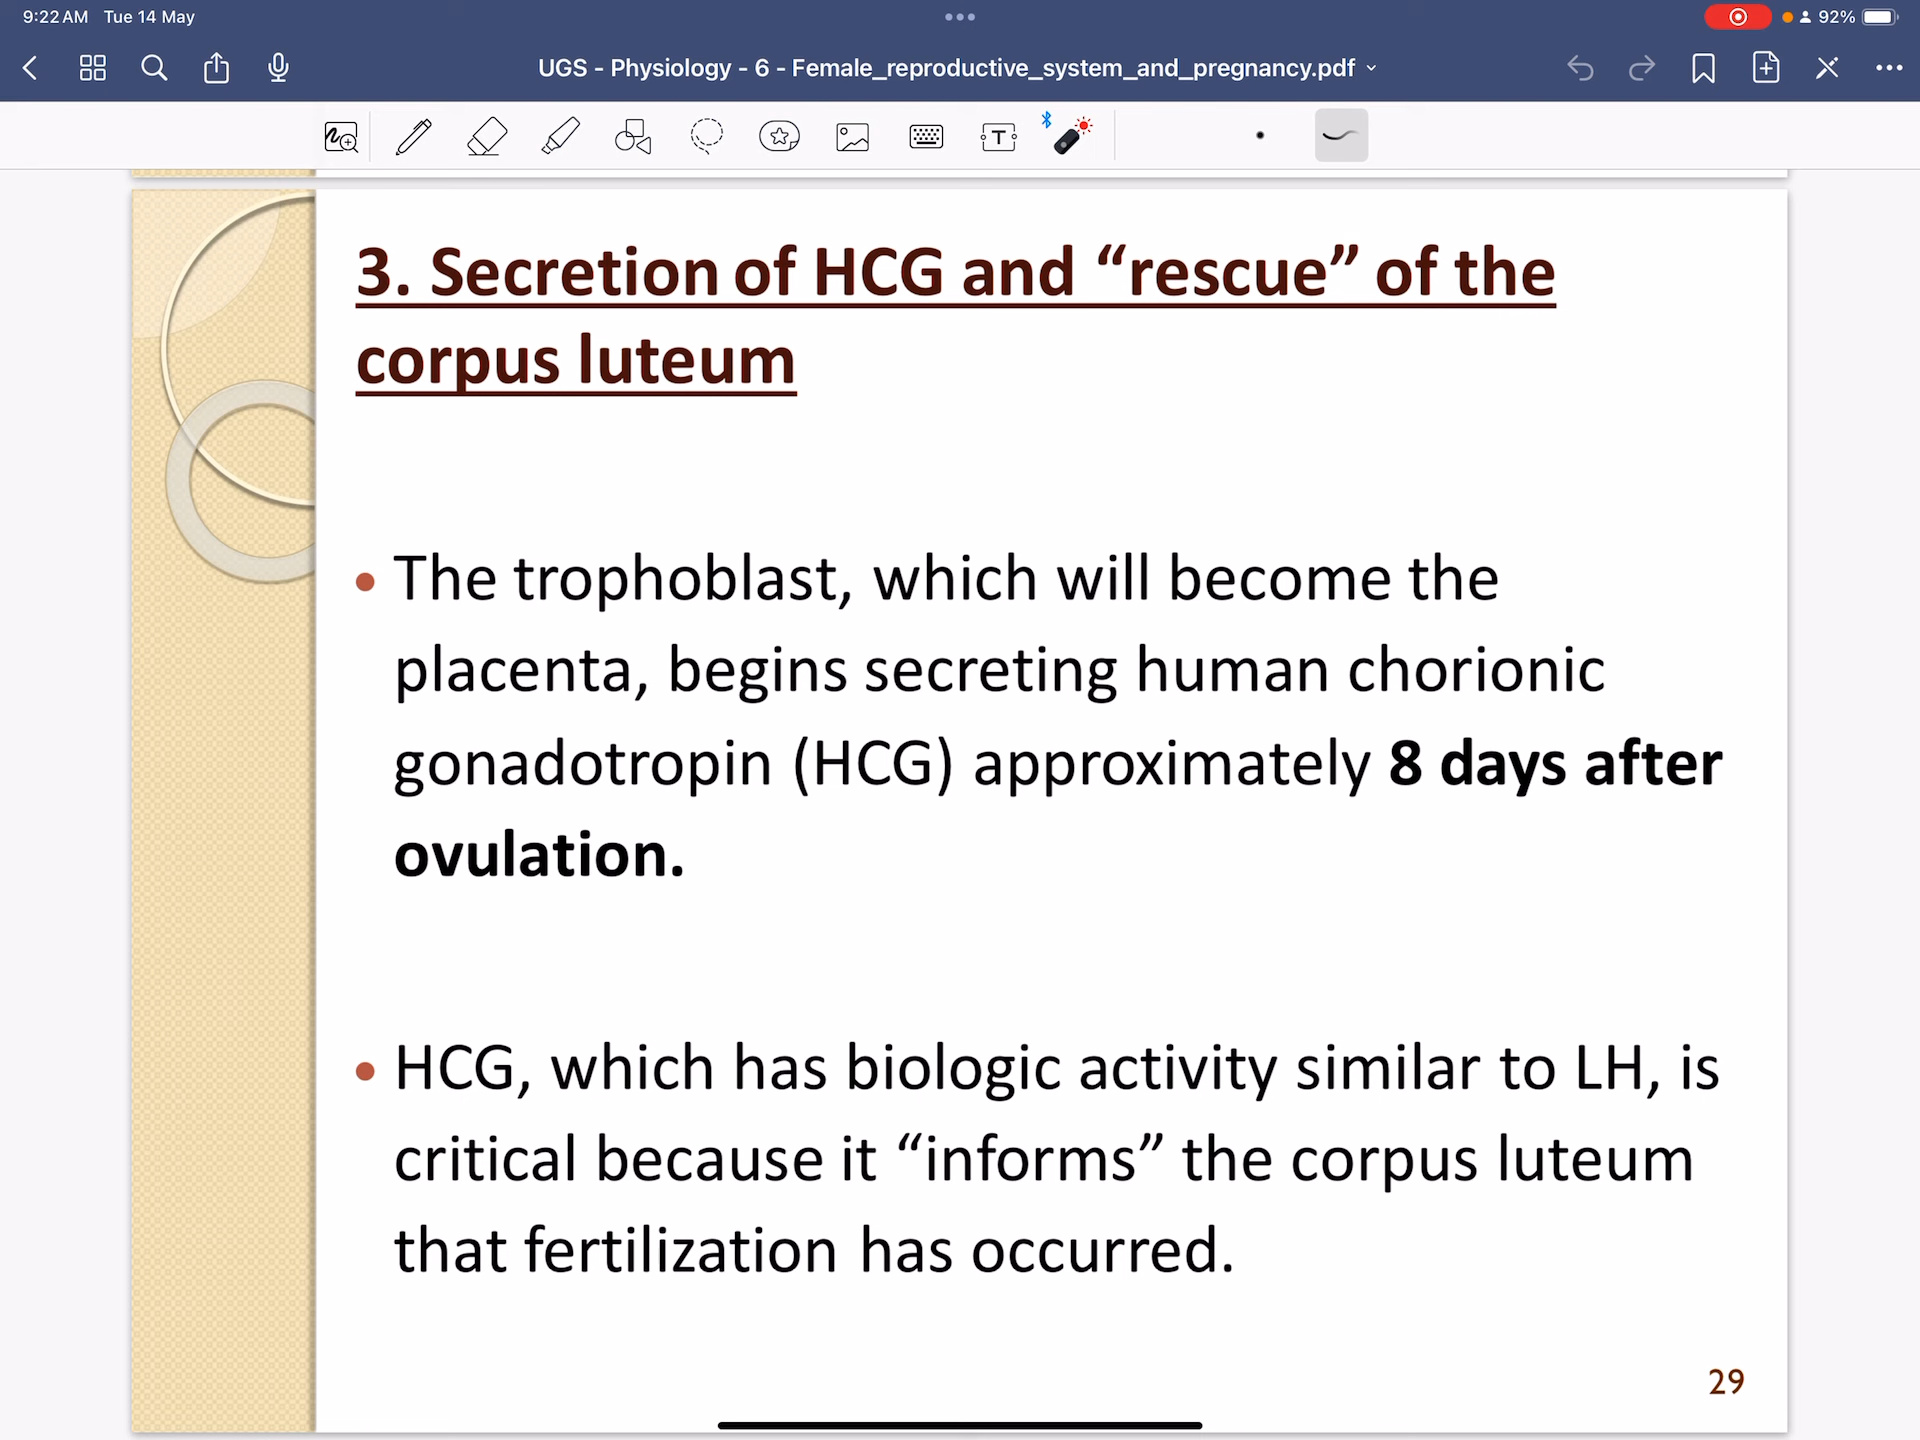 9:22 AM Tue 14 May
92%
UGS - Physiology - 6 - Female_reproductive_system_and_pregnancy.pdf
T
3. Secretion of HCG and “rescue” of the
corpus luteum
• The trophoblast, which will become the
placenta, begins secreting human chorionic
gonadotropin (HCG) approximately 8 days after
ovulation.
• HCG, which has biologic activity similar to LH, is
critical because it “informs” the corpus luteum
that fertilization has occurred.
29